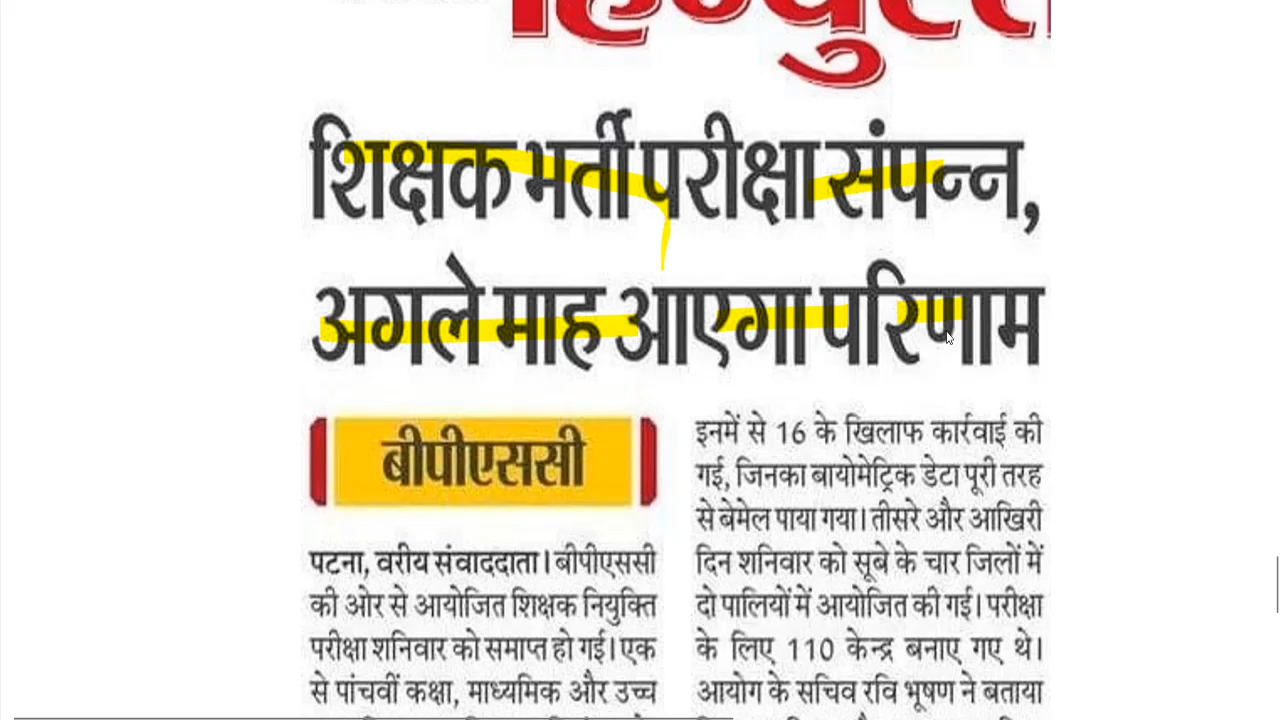 शिक्षक भर्ती परीक्षा संपन्न,
अगले माह आएगा परिणाम
बीपीएससी
पटना, वरीय संवाददाता। बीपीएससी
की ओर से आयोजित शिक्षक नियुक्ति
परीक्षा शनिवार को समाप्त हो गई। एक
से पांचवीं कक्षा, माध्यमिक और उच्च
इनमें से 16 के खिलाफ कार्रवाई की
गई, जिनका बायोमेट्रिक डेटा पूरी तरह
से बेमेल पाया गया। तीसरे और आखिरी
दिन शनिवार को सूबे के चार जिलों में
दो पालियों में आयोजित की गई। परीक्षा
के लिए 110 केन्द्र बनाए गए थे।
आयोग के सचिव रवि भूषण ने बताया